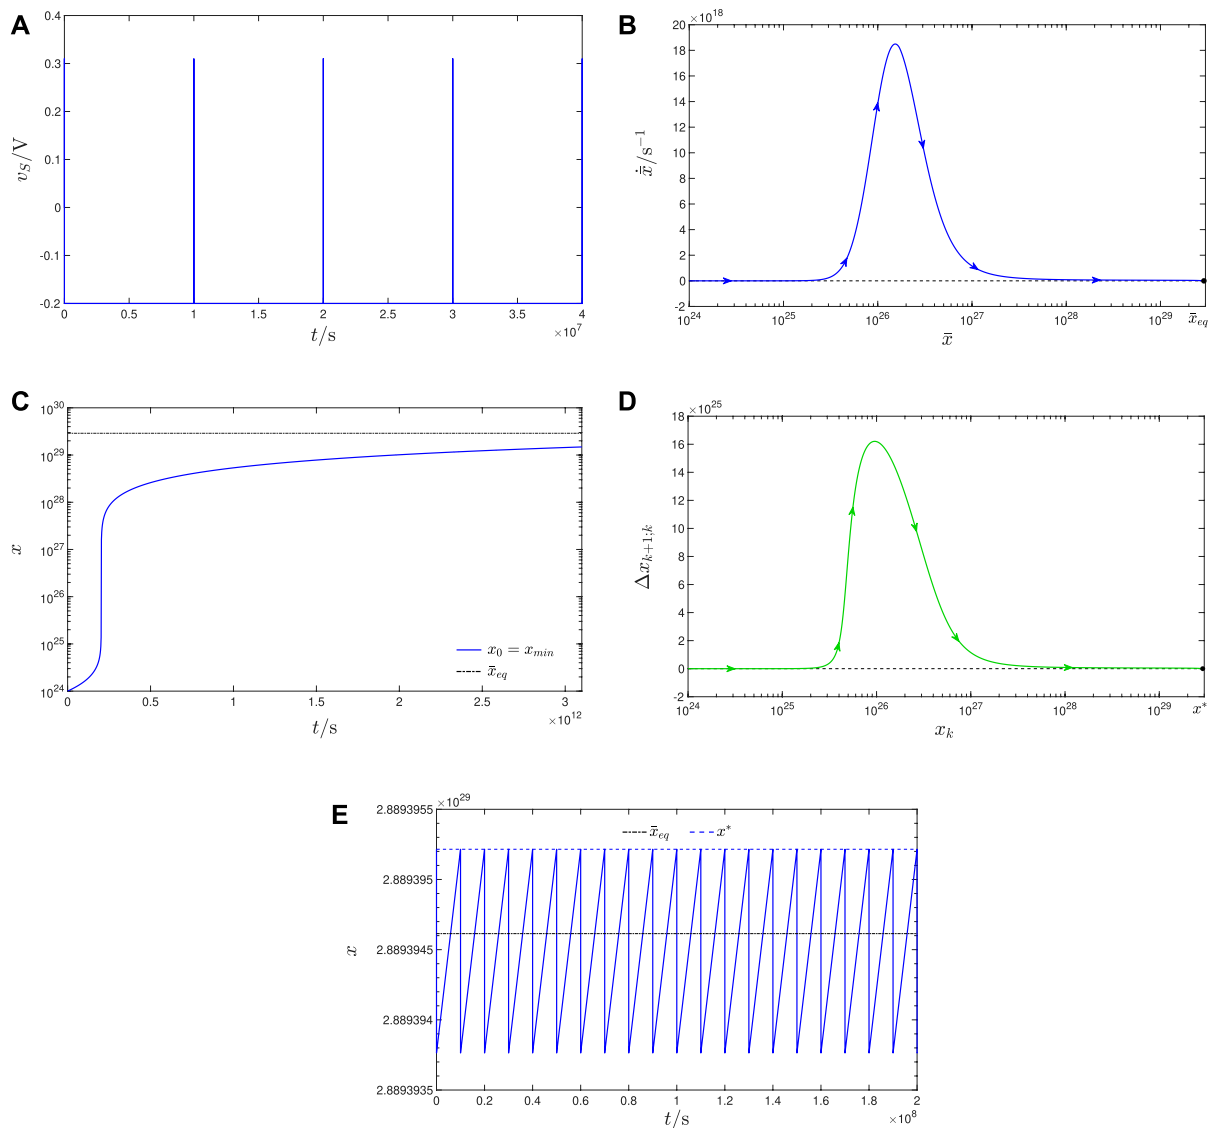 A
0.4
0.3
0.2
0.1
0
-0.1
-0.2
v_S/V
0 0.5 1 1.5 2 2.5 3 3.5 4
×10^7
t/s
B
×10^18
20
18
16
14
12
10
8
6
4
2
0
-2
\dot{\bar{x}}/s^{-1}
10^24 10^25 10^26 10^27 10^28 10^29 x̄_eq
x̄
C
10^30
10^29
10^28
10^27
10^26
10^25
10^24
x
x_0 = x_min
x̄_eq
0 0.5 1 1.5 2 2.5 3
×10^12
t/s
D
×10^25
18
16
14
12
10
8
6
4
2
0
-2
Δx_{k+1;k}
10^24 10^25 10^26 10^27 10^28 10^29 x*
x_k
E
×10^29
2.8893955
2.889395
2.8893945
2.889394
2.8893935
x
x̄_eq x*
0 0.2 0.4 0.6 0.8 1 1.2 1.4 1.6 1.8 2
×10^8
t/s